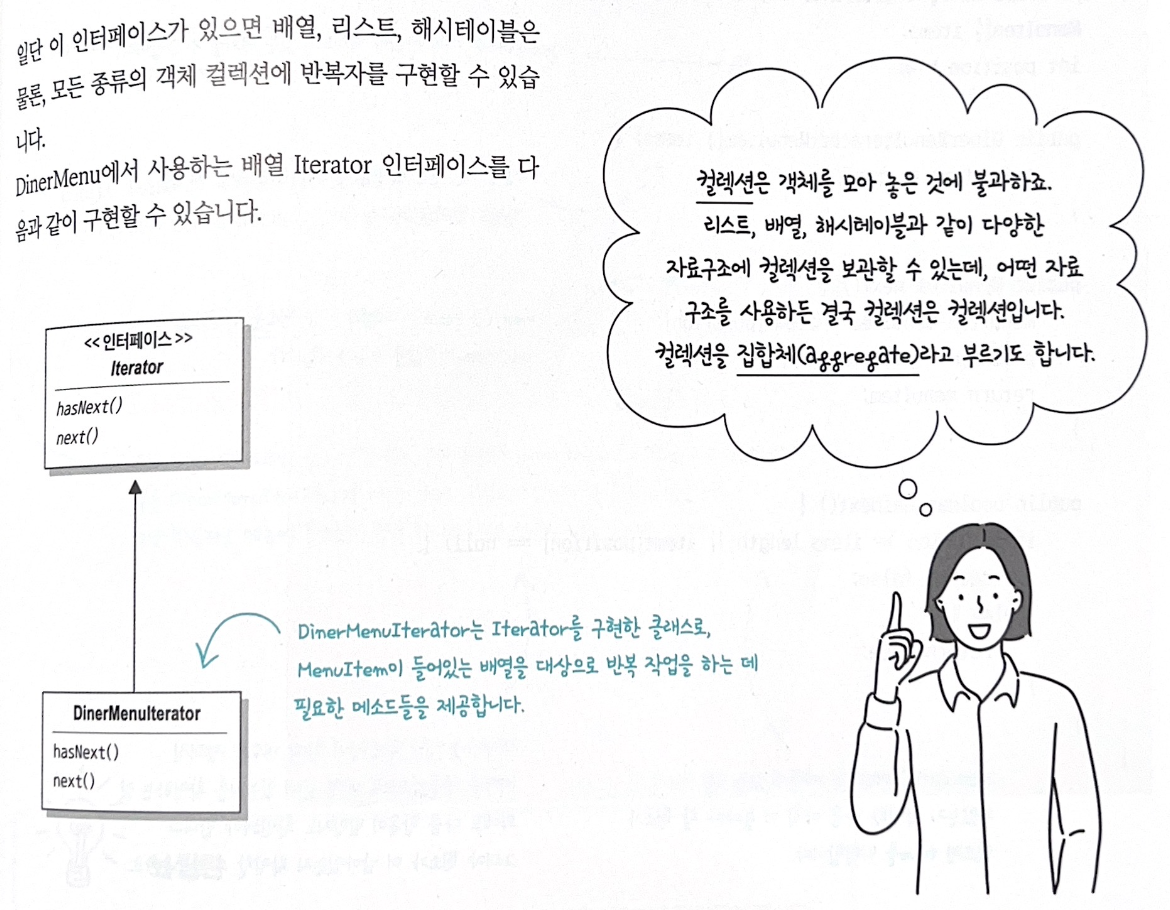 일단 이 인터페이스가 있으면 배열, 리스트, 해시테이블은
물론, 모든 종류의 객체 컬렉션에 반복자를 구현할 수 있습
니다.
DinerMenu에서 사용하는 배열 Iterator 인터페이스를 다
음과 같이 구현할 수 있습니다.
컬렉션은 객체를 모아 놓은 것에 불과하죠.
리스트, 배열, 해시테이블과 같이 다양한
자료구조에 컬렉션을 보관할 수 있는데, 어떤 자료
구조를 사용하든 결국 컬렉션은 컬렉션입니다.
컬렉션을 집합체(aggregate)라고 부르기도 합니다.
<<인터페이스>>
Iterator
hasNext()
next()
DinerMenuIterator는 Iterator를 구현한 클래스로,
MenuItem이 들어있는 배열을 대상으로 반복 작업을 하는 데
필요한 메소드들을 제공합니다.
DinerMenuIterator
hasNext()
next()